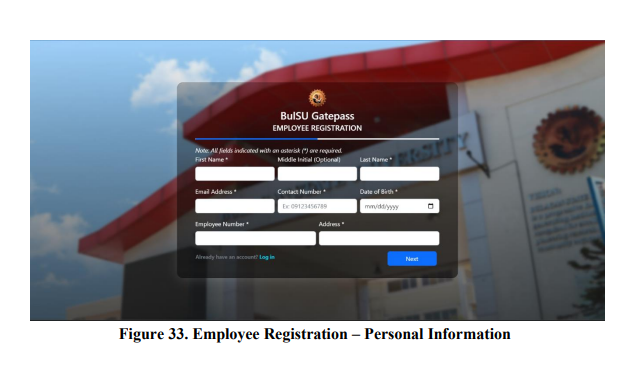 BulSU Gatepass
EMPLOYEE REGISTRATION
Note: All fields indicated with an asterisk (*) are required.
First Name * Middle Initial (Optional) Last Name *
Email Address * Contact Number * Date of Birth *
Ex: 09123456789 mm/dd/yyyy
Employee Number * Address *
Already have an account? Log in Next
Figure 33. Employee Registration – Personal Information